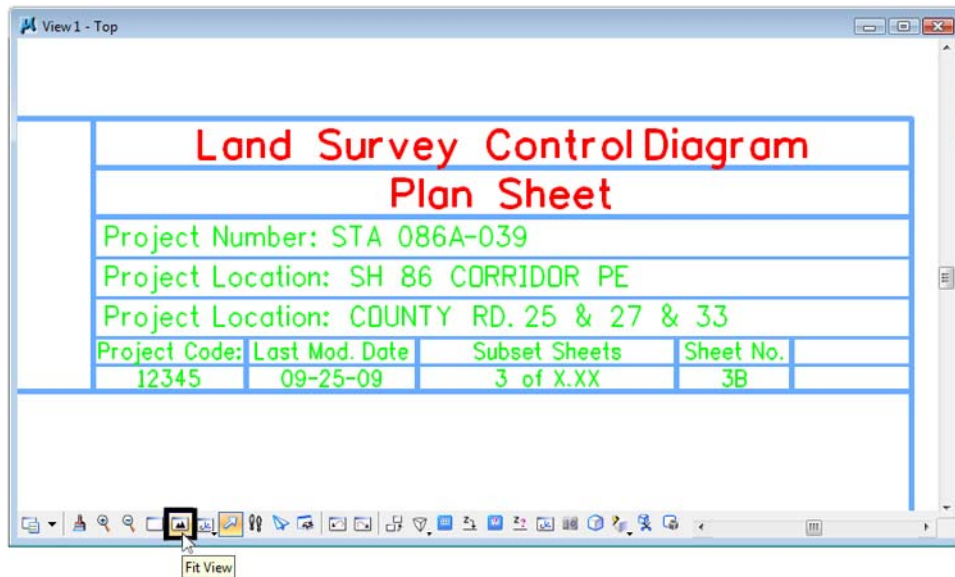 View 1 - Top
Land Survey Control Diagram
Plan Sheet
Project Number: STA 086A-039
Project Location: SH 86 CORRIDOR PE
Project Location: COUNTY RD. 25 & 27 & 33
Project Code: Last Mod. Date Subset Sheets Sheet No.
12345 09-25-09 3 of X.XX 3B
Fit View